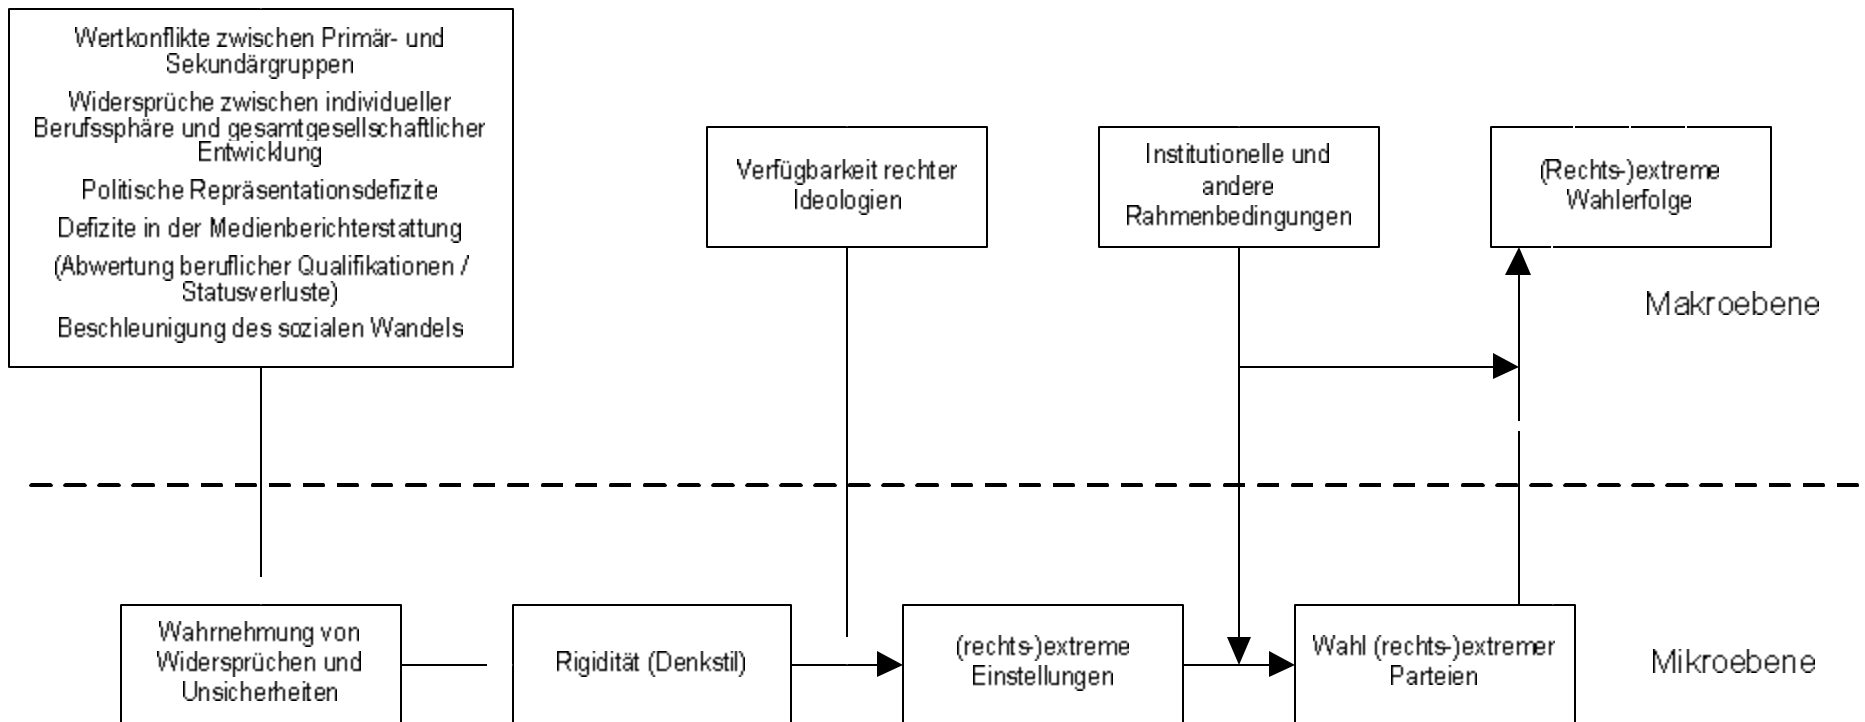 Wertkonflikte zwischen Primär- und
Sekundärgruppen
Widersprüche zwischen individueller
Berufssphäre und gesamtgesellschaftlicher
Entwicklung
Politische Repräsentationsdefizite
Defizite in der Medienberichterstattung
(Abwertung beruflicher Qualifikationen /
Statusverluste)
Beschleunigung des sozialen Wandels
Verfügbarkeit rechter
Ideologien
Institutionelle und
andere
Rahmenbedingungen
(Rechts-)extreme
Wahlerfolge
Makroebene
Wahrnehmung von
Widersprüchen und
Unsicherheiten
Rigidität (Denkstil)
(rechts-)extreme
Einstellungen
Wahl (rechts-)extremer
Parteien
Mikroebene